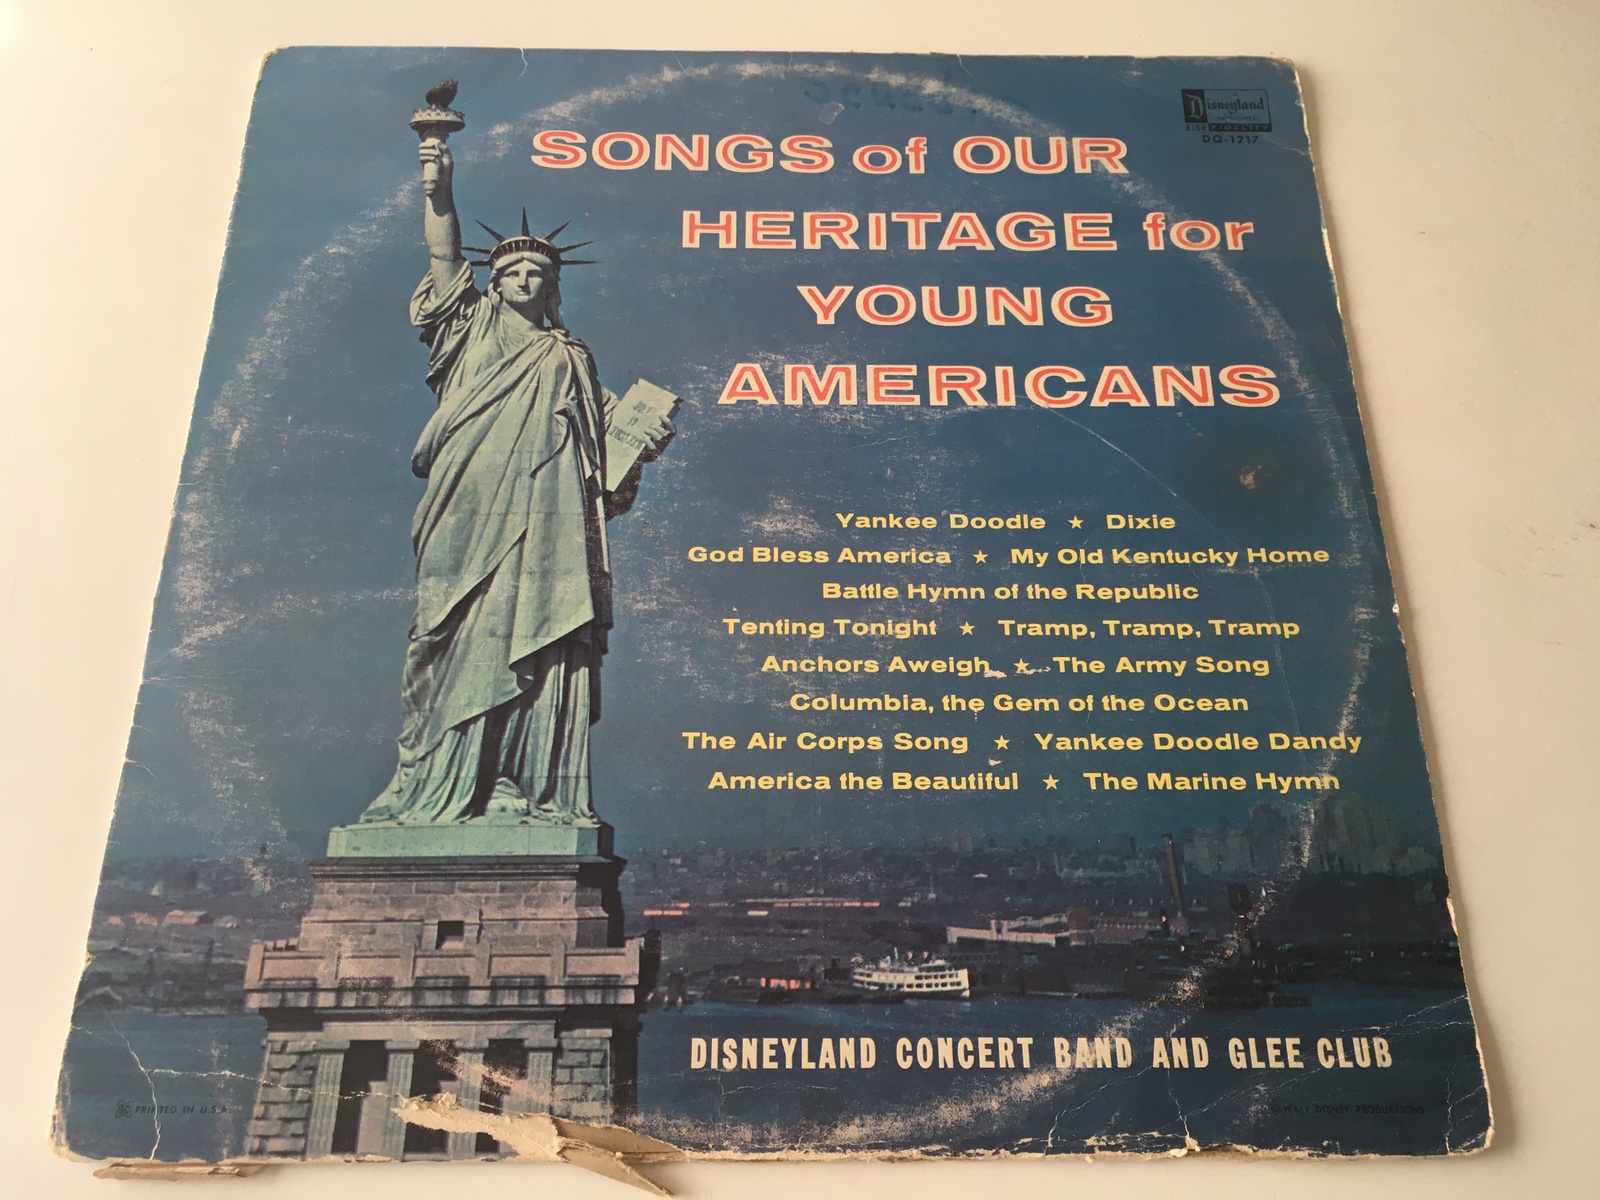 Disneyland
DQ-1217
SONGS of OUR
HERITAGE for
YOUNG
AMERICANS
Yankee Doodle ★ Dixie
God Bless America ★ My Old Kentucky Home
Battle Hymn of the Republic
Tenting Tonight ★ Tramp, Tramp, Tramp
Anchors Aweigh ★ The Army Song
Columbia, the Gem of the Ocean
The Air Corps Song ★ Yankee Doodle Dandy
America the Beautiful ★ The Marine Hymn
DISNEYLAND CONCERT BAND AND GLEE CLUB
PRINTED IN U.S.A.
© WALT DISNEY PRODUCTIONS